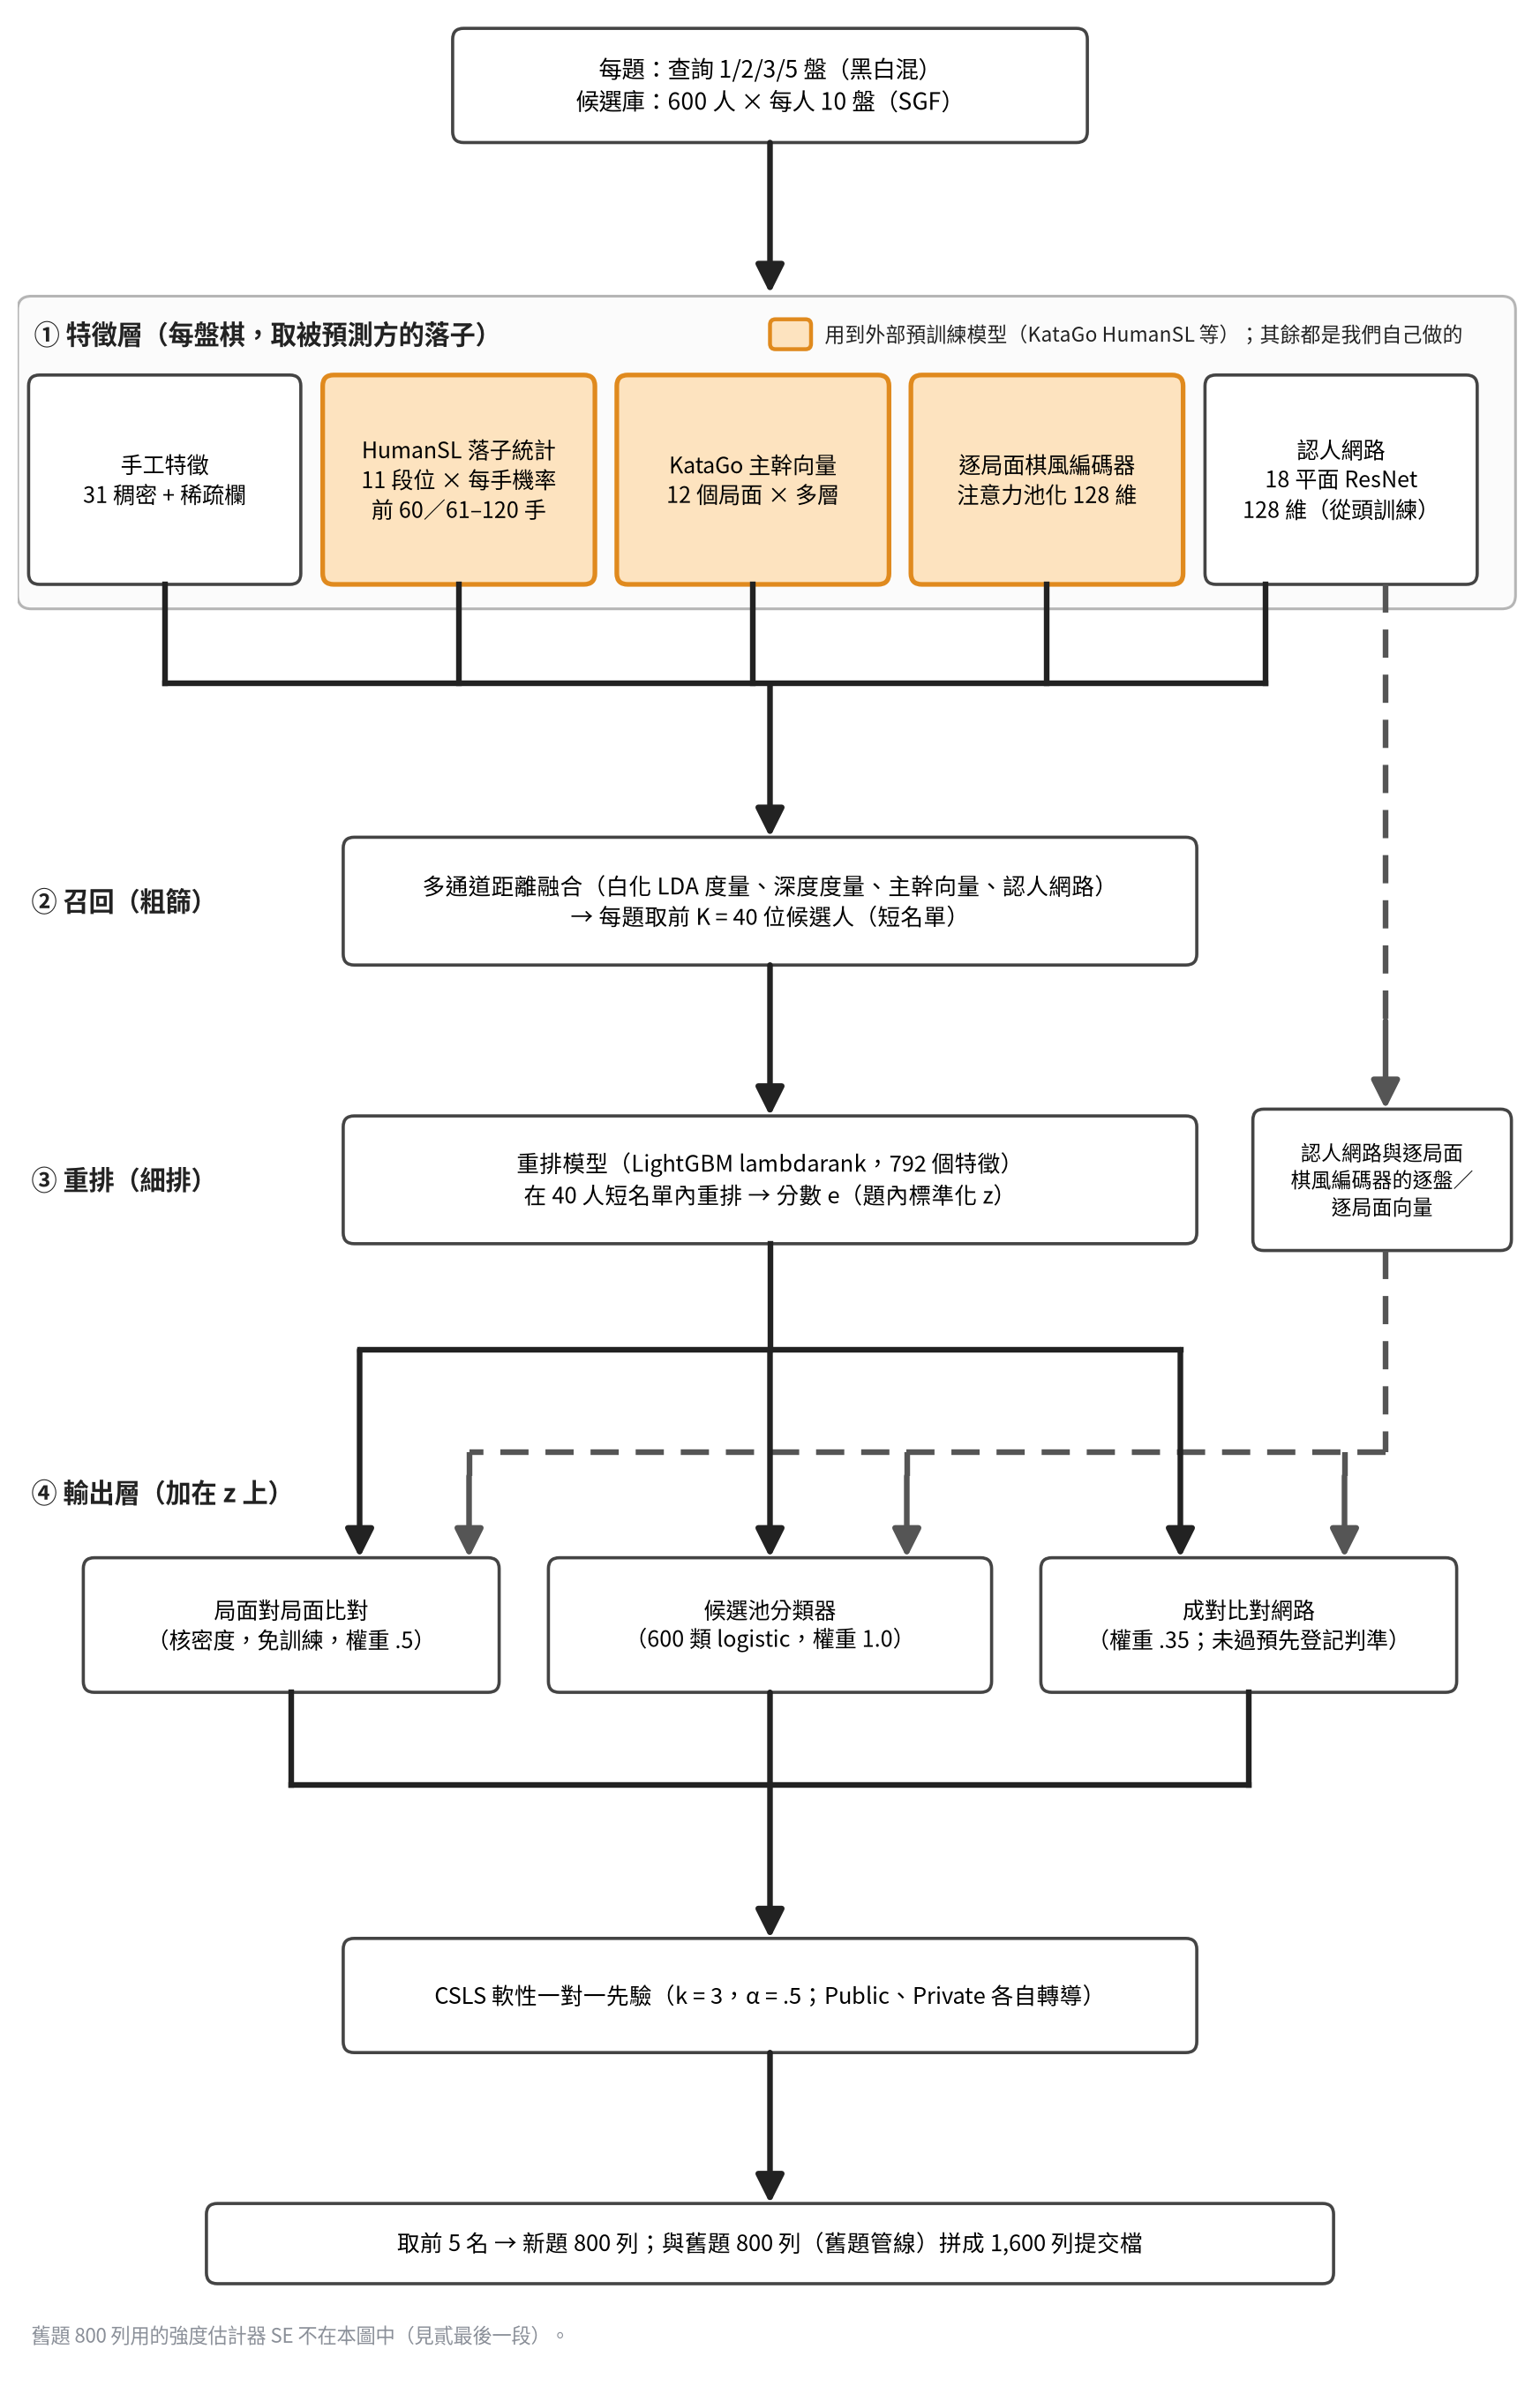 每題：查詢 1/2/3/5 盤（黑白混）
候選庫：600 人 × 每人 10 盤（SGF）
① 特徵層（每盤棋，取被預測方的落子）
用到外部預訓練模型（KataGo HumanSL 等）；其餘都是我們自己做的
手工特徵
31 稠密 + 稀疏欄
HumanSL 落子統計
11 段位 × 每手機率
前 60／61–120 手
KataGo 主幹向量
12 個局面 × 多層
逐局面棋風編碼器
注意力池化 128 維
認人網路
18 平面 ResNet
128 維（從頭訓練）
② 召回（粗篩）
多通道距離融合（白化 LDA 度量、深度度量、主幹向量、認人網路）
→ 每題取前 K = 40 位候選人（短名單）
③ 重排（細排）
重排模型（LightGBM lambdarank，792 個特徵）
在 40 人短名單內重排 → 分數 e（題內標準化 z）
認人網路與逐局面
棋風編碼器的逐盤／
逐局面向量
④ 輸出層（加在 z 上）
局面對局面比對
（核密度，免訓練，權重 .5）
候選池分類器
（600 類 logistic，權重 1.0）
成對比對網路
（權重 .35；未過預先登記判準）
CSLS 軟性一對一先驗（k = 3，α = .5；Public、Private 各自轉導）
取前 5 名 → 新題 800 列；與舊題 800 列（舊題管線）拼成 1,600 列提交檔
舊題 800 列用的強度估計器 SE 不在本圖中（見貳最後一段）。